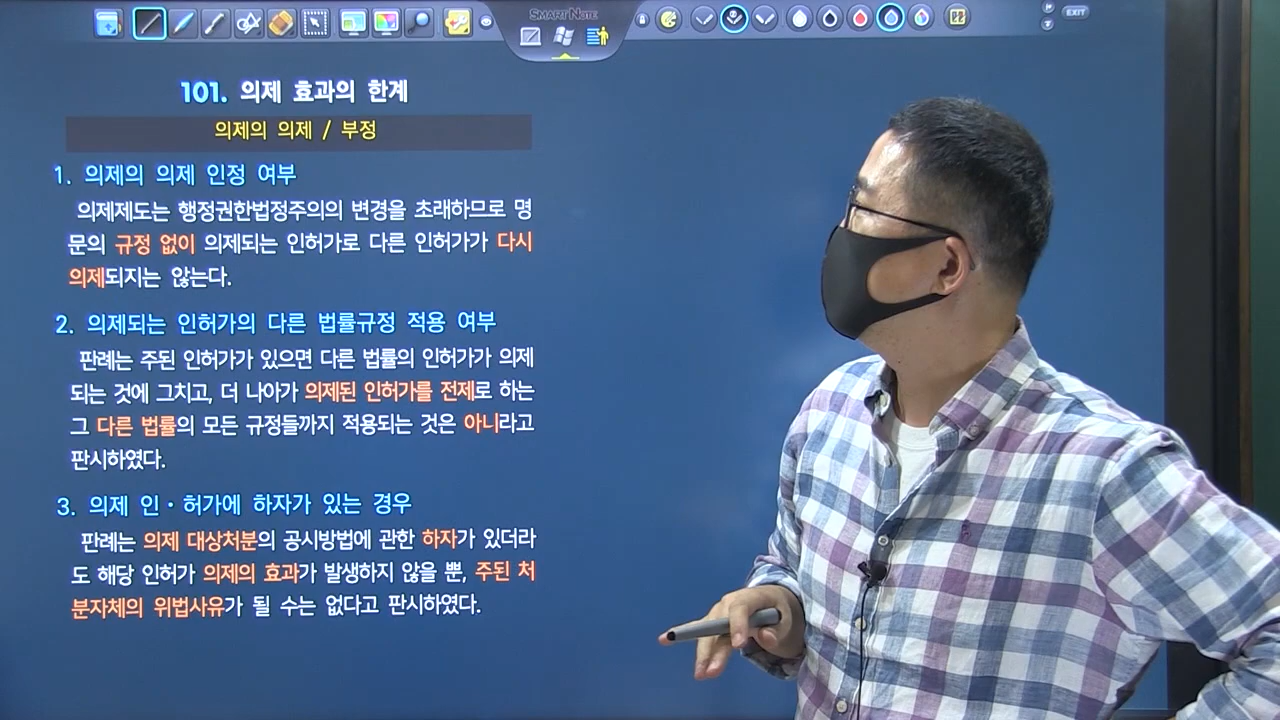 SMART NOTE
EXIT
101. 의제 효과의 한계
의제의 의제 / 부정
1. 의제의 의제 인정 여부
의제제도는 행정권한법정주의의 변경을 초래하므로 명
문의 규정 없이 의제되는 인허가로 다른 인허가가 다시
의제되지는 않는다.
2. 의제되는 인허가의 다른 법률규정 적용 여부
판례는 주된 인허가가 있으면 다른 법률의 인허가가 의제
되는 것에 그치고, 더 나아가 의제된 인허가를 전제로 하는
그 다른 법률의 모든 규정들까지 적용되는 것은 아니라고
판시하였다.
3. 의제 인·허가에 하자가 있는 경우
판례는 의제 대상처분의 공시방법에 관한 하자가 있더라
도 해당 인허가 의제의 효과가 발생하지 않을 뿐, 주된 처
분자체의 위법사유가 될 수는 없다고 판시하였다.